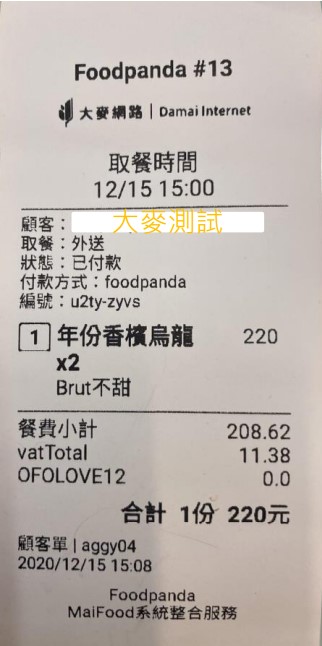 Foodpanda #13
大麥網路 | Damai Internet
取餐時間
12/15 15:00
顧客：大麥測試
取餐：外送
狀態：已付款
付款方式：foodpanda
編號：u2ty-zyvs
1 年份香檳烏龍 220
x2
Brut不甜
餐費小計 208.62
vatTotal 11.38
OFOLOVE12 0.0
合計 1份 220元
顧客單 | aggy04
2020/12/15 15:08
Foodpanda
MaiFood系統整合服務